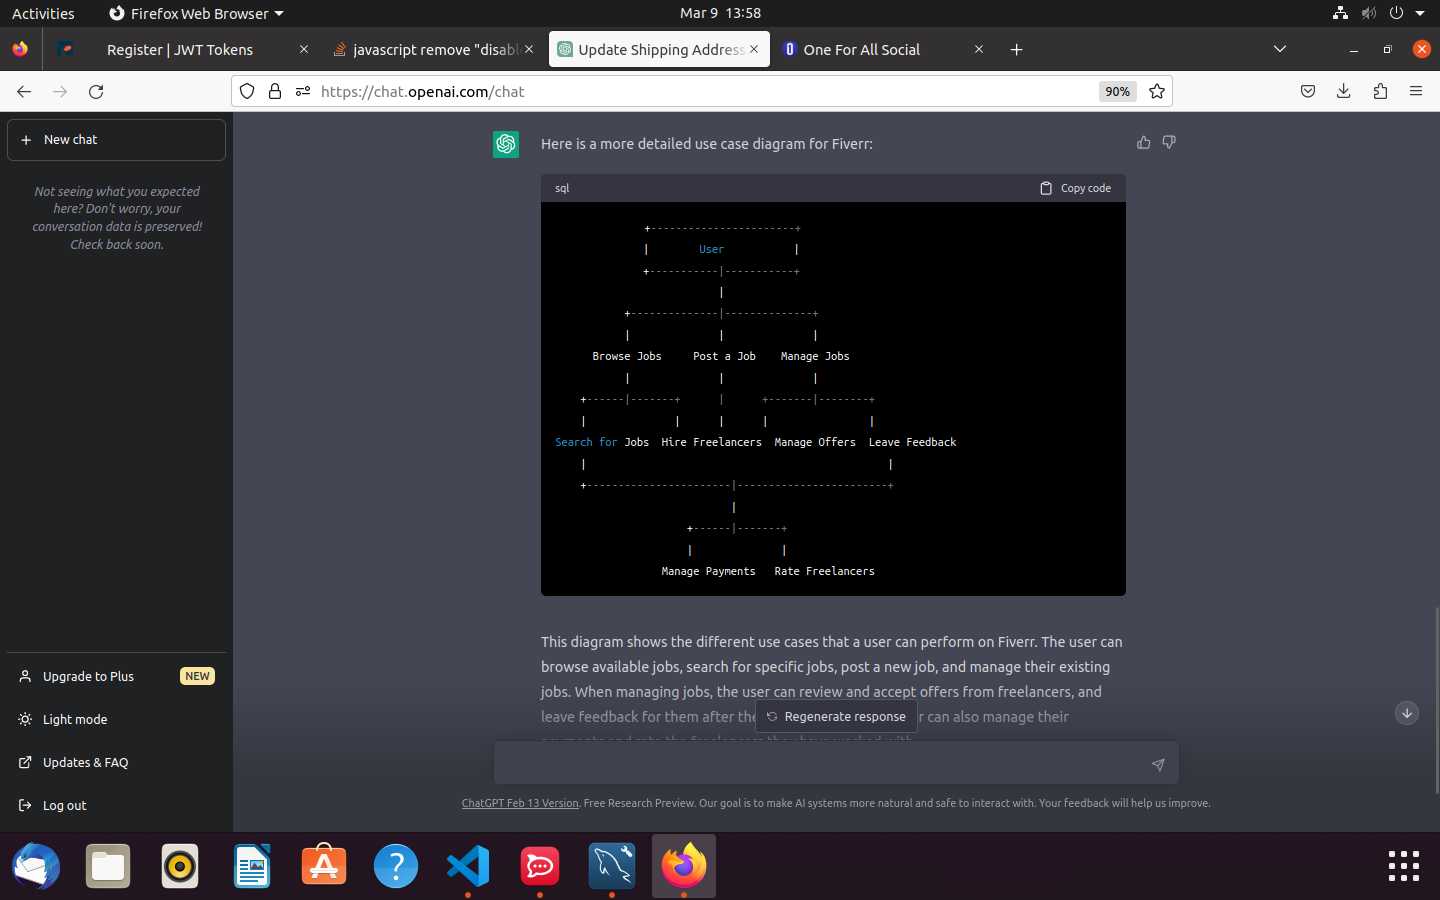 Activities
Firefox Web Browser
Mar 9 13:58
Register | JWT Tokens
javascript remove "disabl
Update Shipping Address
One For All Social
https://chat.openai.com/chat
90%
New chat
Not seeing what you expected
here? Don't worry, your
conversation data is preserved!
Check back soon.
Upgrade to Plus
NEW
Light mode
Updates & FAQ
Log out
Here is a more detailed use case diagram for Fiverr:
sql
Copy code
User
Browse Jobs Post a Job Manage Jobs
Search for Jobs Hire Freelancers Manage Offers Leave Feedback
Manage Payments Rate Freelancers
This diagram shows the different use cases that a user can perform on Fiverr. The user can
browse available jobs, search for specific jobs, post a new job, and manage their existing
jobs. When managing jobs, the user can review and accept offers from freelancers, and
leave feedback for them after the
r can also manage their
Regenerate response
ChatGPT Feb 13 Version. Free Research Preview. Our goal is to make AI systems more natural and safe to interact with. Your feedback will help us improve.